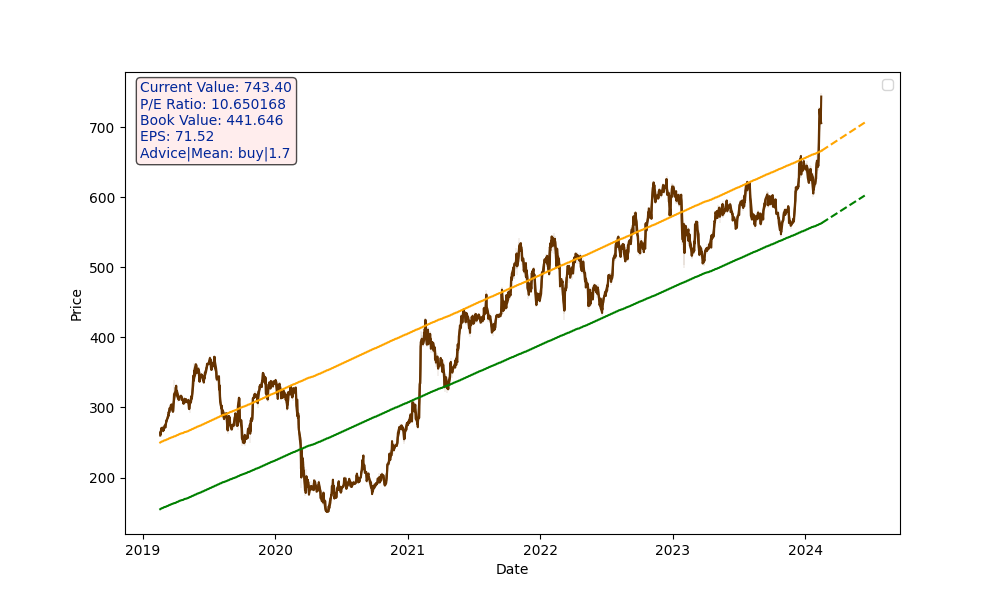 Current Value: 743.40
P/E Ratio: 10.650168
Book Value: 441.646
EPS: 71.52
Advice|Mean: buy|1.7
700
600
500
400
300
200
Price
2019 2020 2021 2022 2023 2024
Date